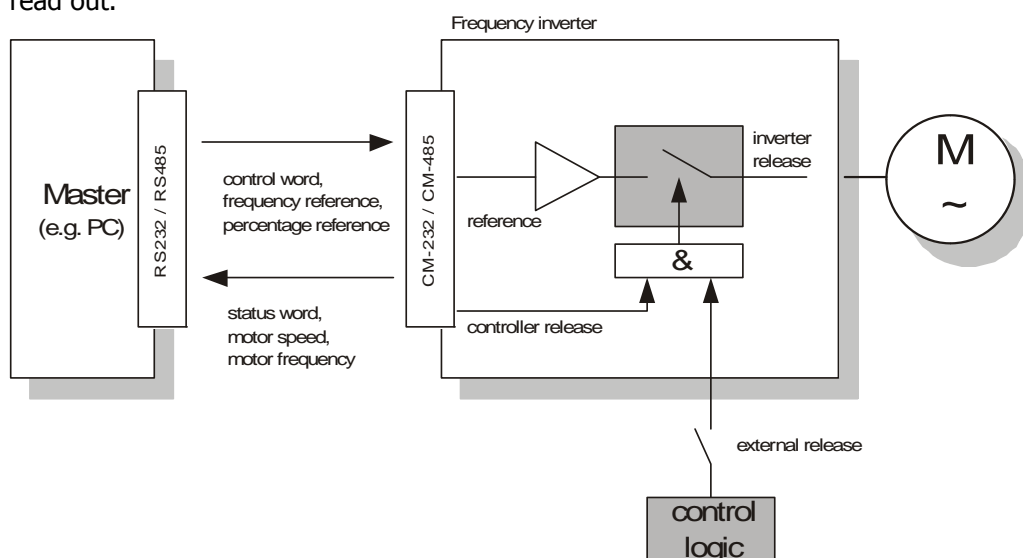 read out.
Frequency inverter
Master
(e.g. PC)
RS232 / RS485
control word,
frequency reference,
percentage reference
status word,
motor speed,
motor frequency
CM-232 / CM-485
reference
controller release
inverter
release
&
M
~
external release
control
logic